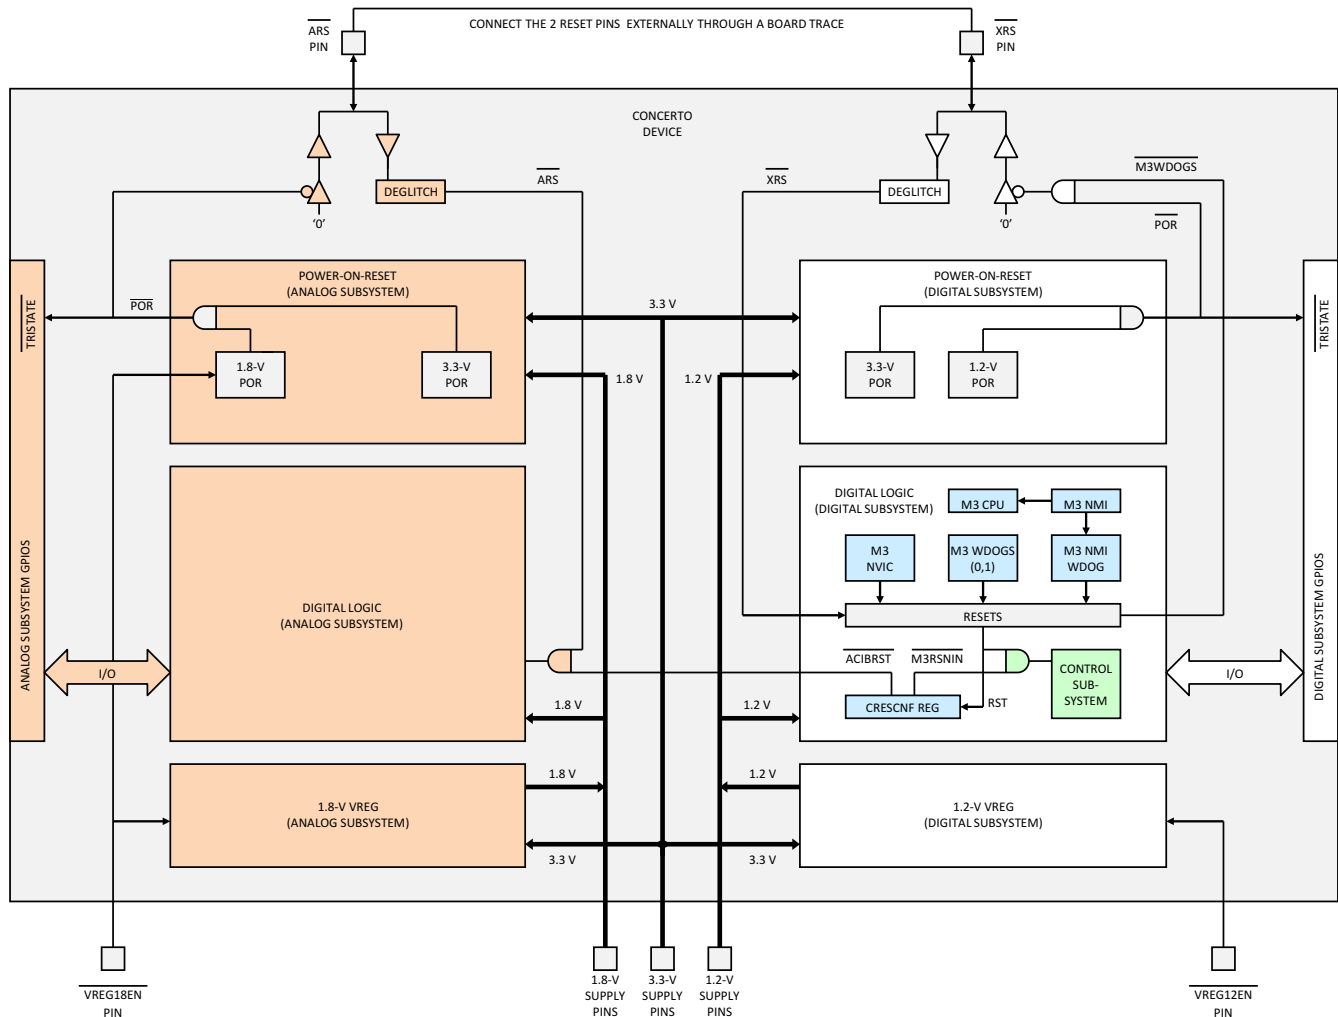 CONNECT THE 2 RESET PINS EXTERNALLY THROUGH A BOARD TRACE
ARS
PIN
XRS
PIN
CONCERTO
DEVICE
M3WDOGS
ARS
XRS
DEGLITCH
DEGLITCH
'0'
'0'
POR
POWER-ON-RESET
(ANALOG SUBSYSTEM)
POWER-ON-RESET
(DIGITAL SUBSYSTEM)
TRISTATE
POR
3.3 V
TRISTATE
1.8-V
POR
3.3-V
POR
1.8 V
1.2 V
3.3-V
POR
1.2-V
POR
DIGITAL LOGIC
(DIGITAL SUBSYSTEM)
M3 CPU
M3 NMI
M3
NVIC
M3 WDOGS
(0,1)
M3 NMI
WDOG
ANALOG SUBSYSTEM GPIOS
DIGITAL LOGIC
(ANALOG SUBSYSTEM)
RESETS
DIGITAL SUBSYSTEM GPIOS
I/O
ACIBRST
M3RSNIN
CONTROL
SUB-
SYSTEM
I/O
1.8 V
1.2 V
CRESCNF REG
RST
1.8 V
1.2 V
1.8-V VREG
(ANALOG SUBSYSTEM)
1.2-V VREG
(DIGITAL SUBSYSTEM)
3.3 V
3.3 V
VREG18EN
PIN
1.8-V
SUPPLY
PINS
3.3-V
SUPPLY
PINS
1.2-V
SUPPLY
PINS
VREG12EN
PIN